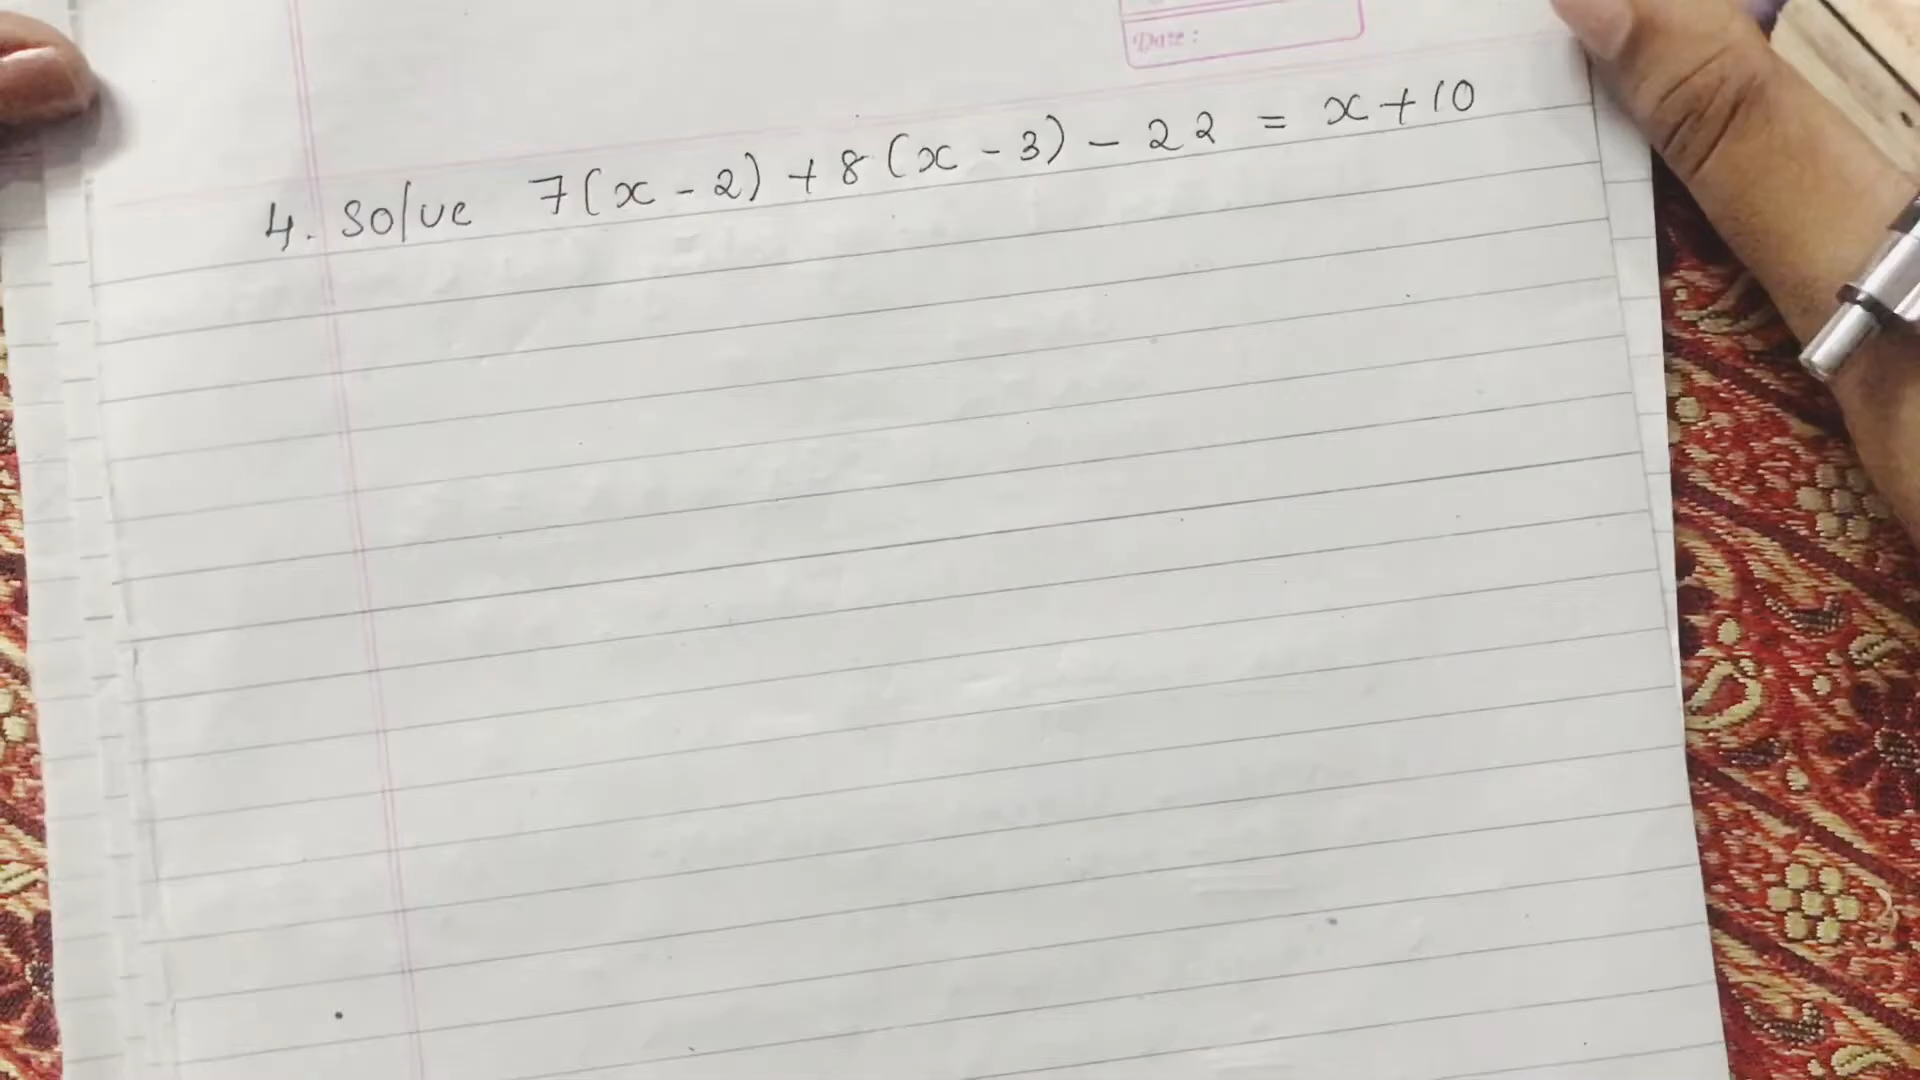 Date :
4. Solve 7(x - 2) + 8(x - 3) - 22 = x + 10